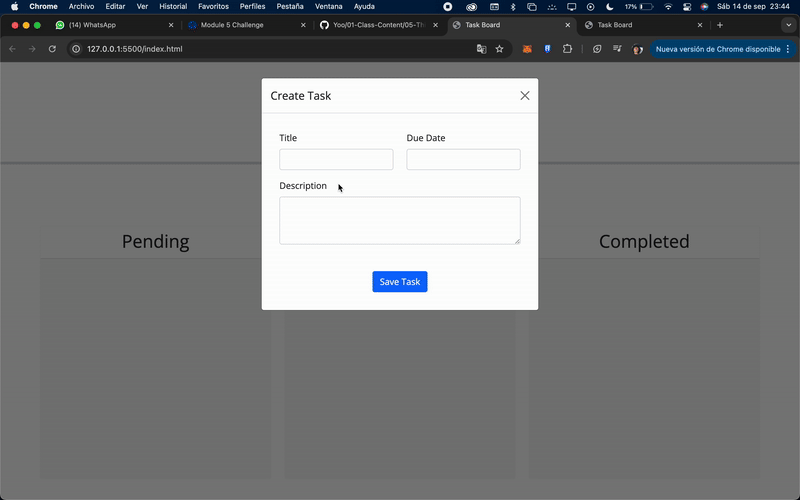 Chrome Archivo Editar Ver Historial Favoritos Perfiles Pestaña Ventana Ayuda 17% Sáb 14 de sep 23:44
(14) WhatsApp Module 5 Challenge Yoo/01-Class-Content/05-Th Task Board Task Board
127.0.0.1:5500/index.html Nueva versión de Chrome disponible
Create Task
Title Due Date
Description
Pending Completed
Save Task